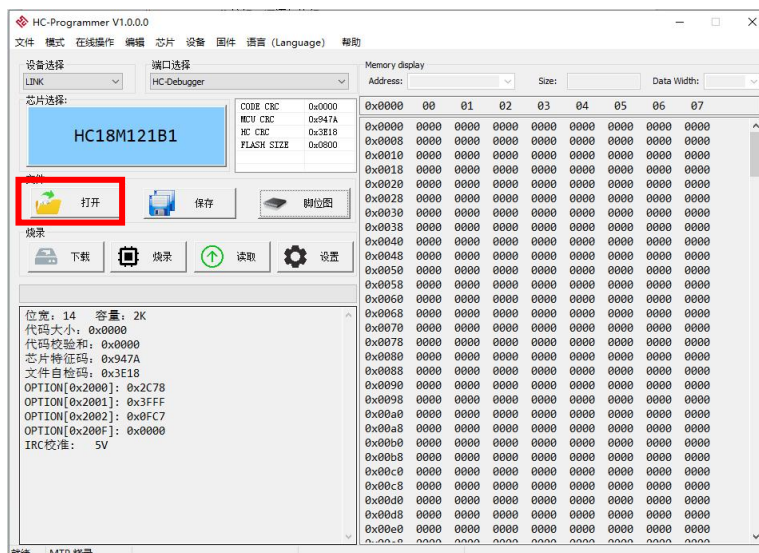 HC-Programmer V1.0.0.0
文件 模式 在线操作 编辑 芯片 设备 固件 语言 (Language) 帮助
设备选择 端口选择 Memory display
LINK HC-Debugger Address: Size: Data Width:
芯片选择:
HC18M121B1
CODE CRC 0x0000
MCU CRC 0x947A
HC CRC 0x3E18
FLASH SIZE 0x0800
文件
打开 保存 脚位图
烧录
下载 烧录 读取 设置
位宽: 14 容量: 2K
代码大小: 0x0000
代码校验和: 0x0000
芯片特征码: 0x947A
文件自检码: 0x3E18
OPTION[0x2000]: 0x2C78
OPTION[0x2001]: 0x3FFF
OPTION[0x2002]: 0x0FC7
OPTION[0x200F]: 0x0000
IRC校准: 5V
0x0000 00 01 02 03 04 05 06 07
0x0000 0000 0000 0000 0000 0000 0000 0000 0000
0x0008 0000 0000 0000 0000 0000 0000 0000 0000
0x0010 0000 0000 0000 0000 0000 0000 0000 0000
0x0018 0000 0000 0000 0000 0000 0000 0000 0000
0x0020 0000 0000 0000 0000 0000 0000 0000 0000
0x0028 0000 0000 0000 0000 0000 0000 0000 0000
0x0030 0000 0000 0000 0000 0000 0000 0000 0000
0x0038 0000 0000 0000 0000 0000 0000 0000 0000
0x0040 0000 0000 0000 0000 0000 0000 0000 0000
0x0048 0000 0000 0000 0000 0000 0000 0000 0000
0x0050 0000 0000 0000 0000 0000 0000 0000 0000
0x0058 0000 0000 0000 0000 0000 0000 0000 0000
0x0060 0000 0000 0000 0000 0000 0000 0000 0000
0x0068 0000 0000 0000 0000 0000 0000 0000 0000
0x0070 0000 0000 0000 0000 0000 0000 0000 0000
0x0078 0000 0000 0000 0000 0000 0000 0000 0000
0x0080 0000 0000 0000 0000 0000 0000 0000 0000
0x0088 0000 0000 0000 0000 0000 0000 0000 0000
0x0090 0000 0000 0000 0000 0000 0000 0000 0000
0x0098 0000 0000 0000 0000 0000 0000 0000 0000
0x00a0 0000 0000 0000 0000 0000 0000 0000 0000
0x00a8 0000 0000 0000 0000 0000 0000 0000 0000
0x00b0 0000 0000 0000 0000 0000 0000 0000 0000
0x00b8 0000 0000 0000 0000 0000 0000 0000 0000
0x00c0 0000 0000 0000 0000 0000 0000 0000 0000
0x00c8 0000 0000 0000 0000 0000 0000 0000 0000
0x00d0 0000 0000 0000 0000 0000 0000 0000 0000
0x00d8 0000 0000 0000 0000 0000 0000 0000 0000
0x00e0 0000 0000 0000 0000 0000 0000 0000 0000